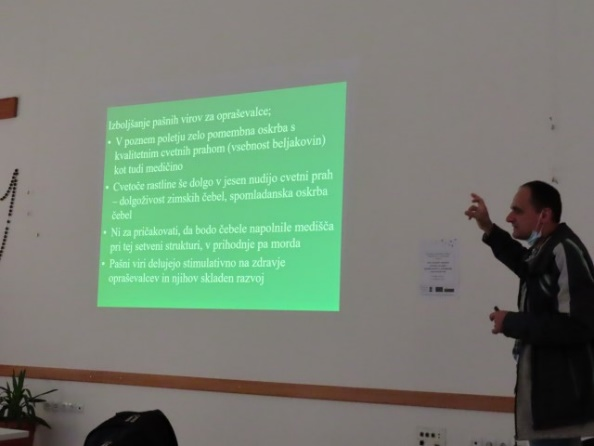 Izboljšanje pašnih virov za opraševalce;
• V poznem poletju zelo pomembna oskrba s
kvalitetnim cvetnih prahom (vsebnost beljakovin)
kot tudi medičino
• Cvetoče rastline še dolgo v jesen nudijo cvetni prah
– dolgoživost zimskih čebel, spomladanska oskrba
čebel
• Ni za pričakovati, da bodo čebele napolnile medišča
pri tej setveni strukturi, v prihodnje pa morda
• Pašni viri delujejo stimulativno na zdravje
opraševalcev in njihov skladen razvoj